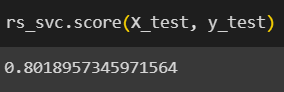 rs_svc.score(X_test, y_test)
0.8018957345971564